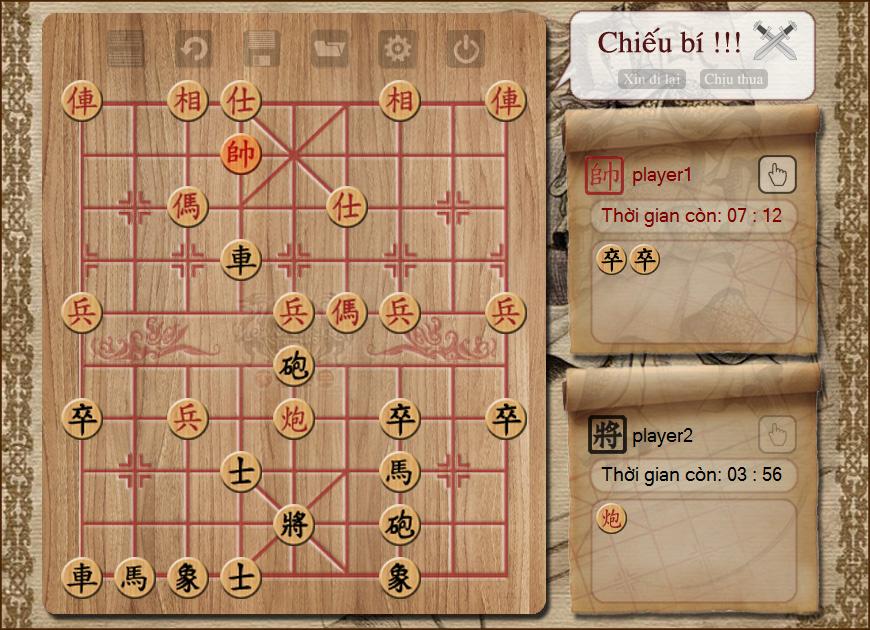 Chiếu bí !!!
Xin đi lại Chịu thua
俥 相 仕 相 俥
帥
傌 仕
車
兵 兵 傌 兵 兵
砲
卒 兵 炮 卒 卒
士 馬
將 砲
車 馬 象 士 象
帥 player1
Thời gian còn: 07 : 12
卒 卒
將 player2
Thời gian còn: 03 : 56
炮